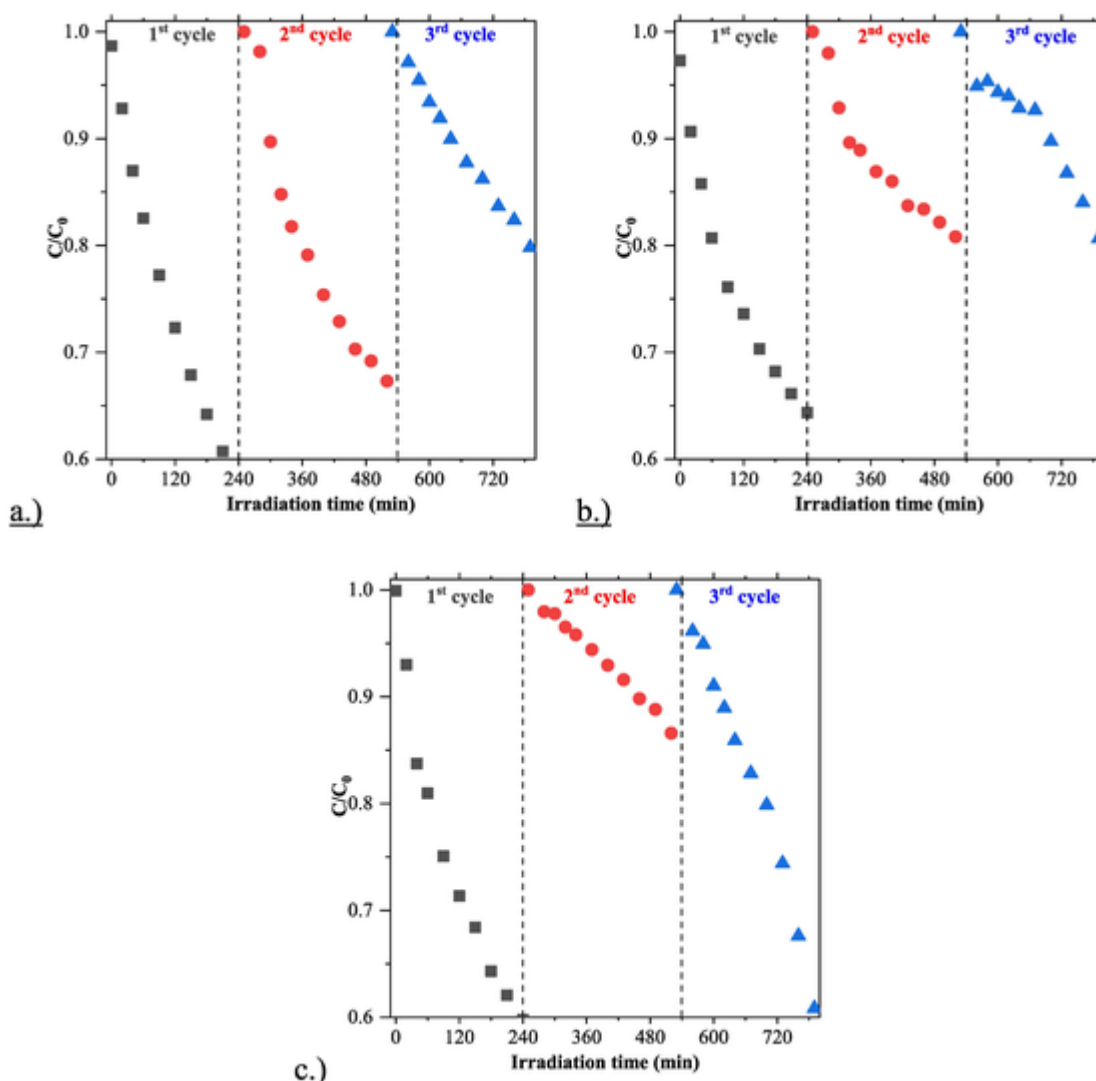 1st cycle 2nd cycle 3rd cycle
1.0
0.9
0.8
0.7
0.6
C/C0
0 120 240 360 480 600 720
Irradiation time (min)
a.)
1st cycle 2nd cycle 3rd cycle
1.0
0.9
0.8
0.7
0.6
C/C0
0 120 240 360 480 600 720
Irradiation time (min)
b.)
1st cycle 2nd cycle 3rd cycle
1.0
0.9
0.8
0.7
0.6
C/C0
0 120 240 360 480 600 720
Irradiation time (min)
c.)